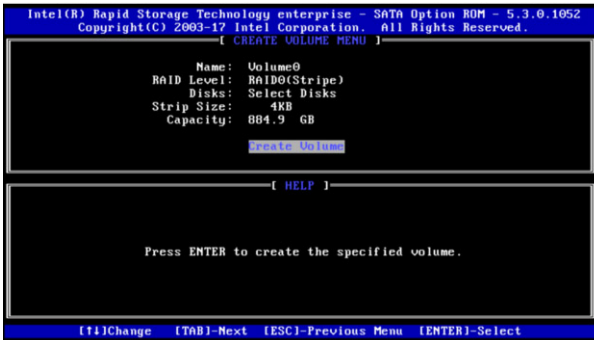 Intel(R) Rapid Storage Technology enterprise - SATA Option ROM - 5.3.0.1052
Copyright(C) 2003-17 Intel Corporation. All Rights Reserved.
[ CREATE VOLUME MENU ]
Name: Volume0
RAID Level: RAID0(Stripe)
Disks: Select Disks
Strip Size: 4KB
Capacity: 884.9 GB
Create Volume
[ HELP ]
Press ENTER to create the specified volume.
[↑↓]Change [TAB]-Next [ESC]-Previous Menu [ENTER]-Select